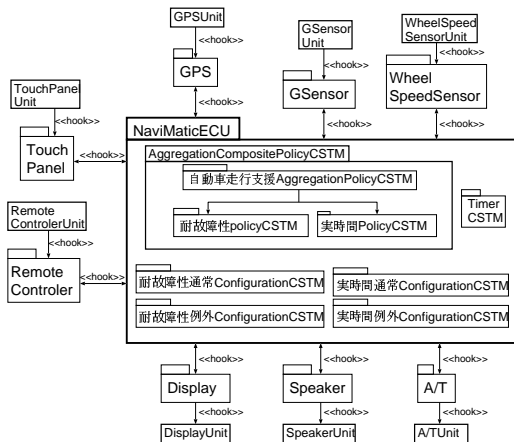 GPSUnit
<<hook>>
GPS
<<hook>>
GSensor
Unit
<<hook>>
GSensor
<<hook>>
WheelSpeed
SensorUnit
<<hook>>
Wheel
SpeedSensor
<<hook>>
TouchPanel
Unit
<<hook>>
Touch
Panel
<<hook>>
Remote
ControlerUnit
<<hook>>
Remote
Controler
<<hook>>
NaviMaticECU
AggregationCompositePolicyCSTM
自動車走行支援AggregationPolicyCSTM
耐故障性policyCSTM
実時間PolicyCSTM
Timer
CSTM
耐故障性通常ConfigurationCSTM
実時間通常ConfigurationCSTM
耐故障性例外ConfigurationCSTM
実時間例外ConfigurationCSTM
<<hook>>
Display
<<hook>>
DisplayUnit
<<hook>>
Speaker
<<hook>>
SpeakerUnit
<<hook>>
A/T
<<hook>>
A/TUnit